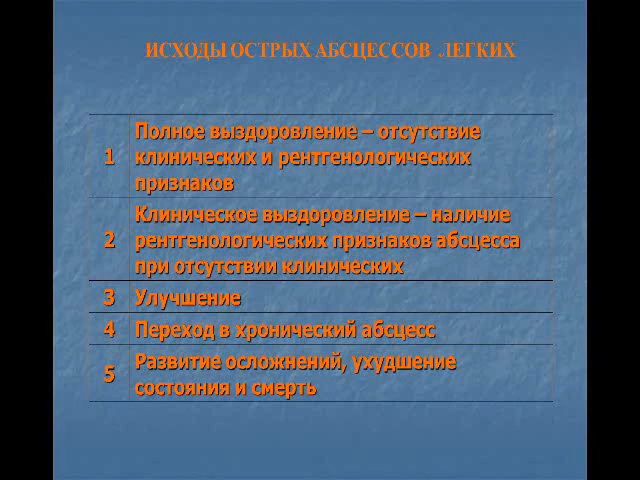 ИСХОДЫ ОСТРЫХ АБСЦЕССОВ ЛЕГКИХ
1
Полное выздоровление – отсутствие
клинических и рентгенологических
признаков
2
Клиническое выздоровление – наличие
рентгенологических признаков абсцесса
при отсутствии клинических
3 Улучшение
4 Переход в хронический абсцесс
5
Развитие осложнений, ухудшение
состояния и смерть